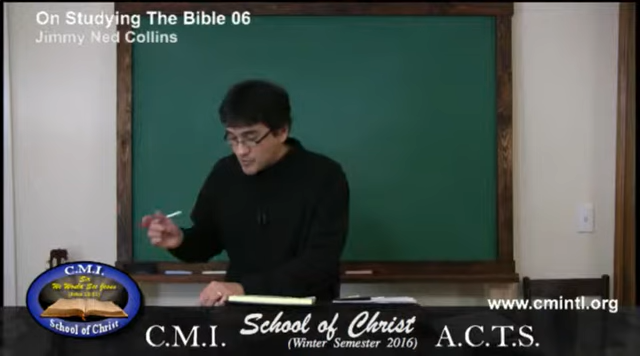 On Studying The Bible 06
Jimmy Ned Collins
C.M.I.
Sir
We Would See Jesus
School of Christ
www.cmintl.org
C.M.I. School of Christ A.C.T.S.
(Winter Semester 2016)